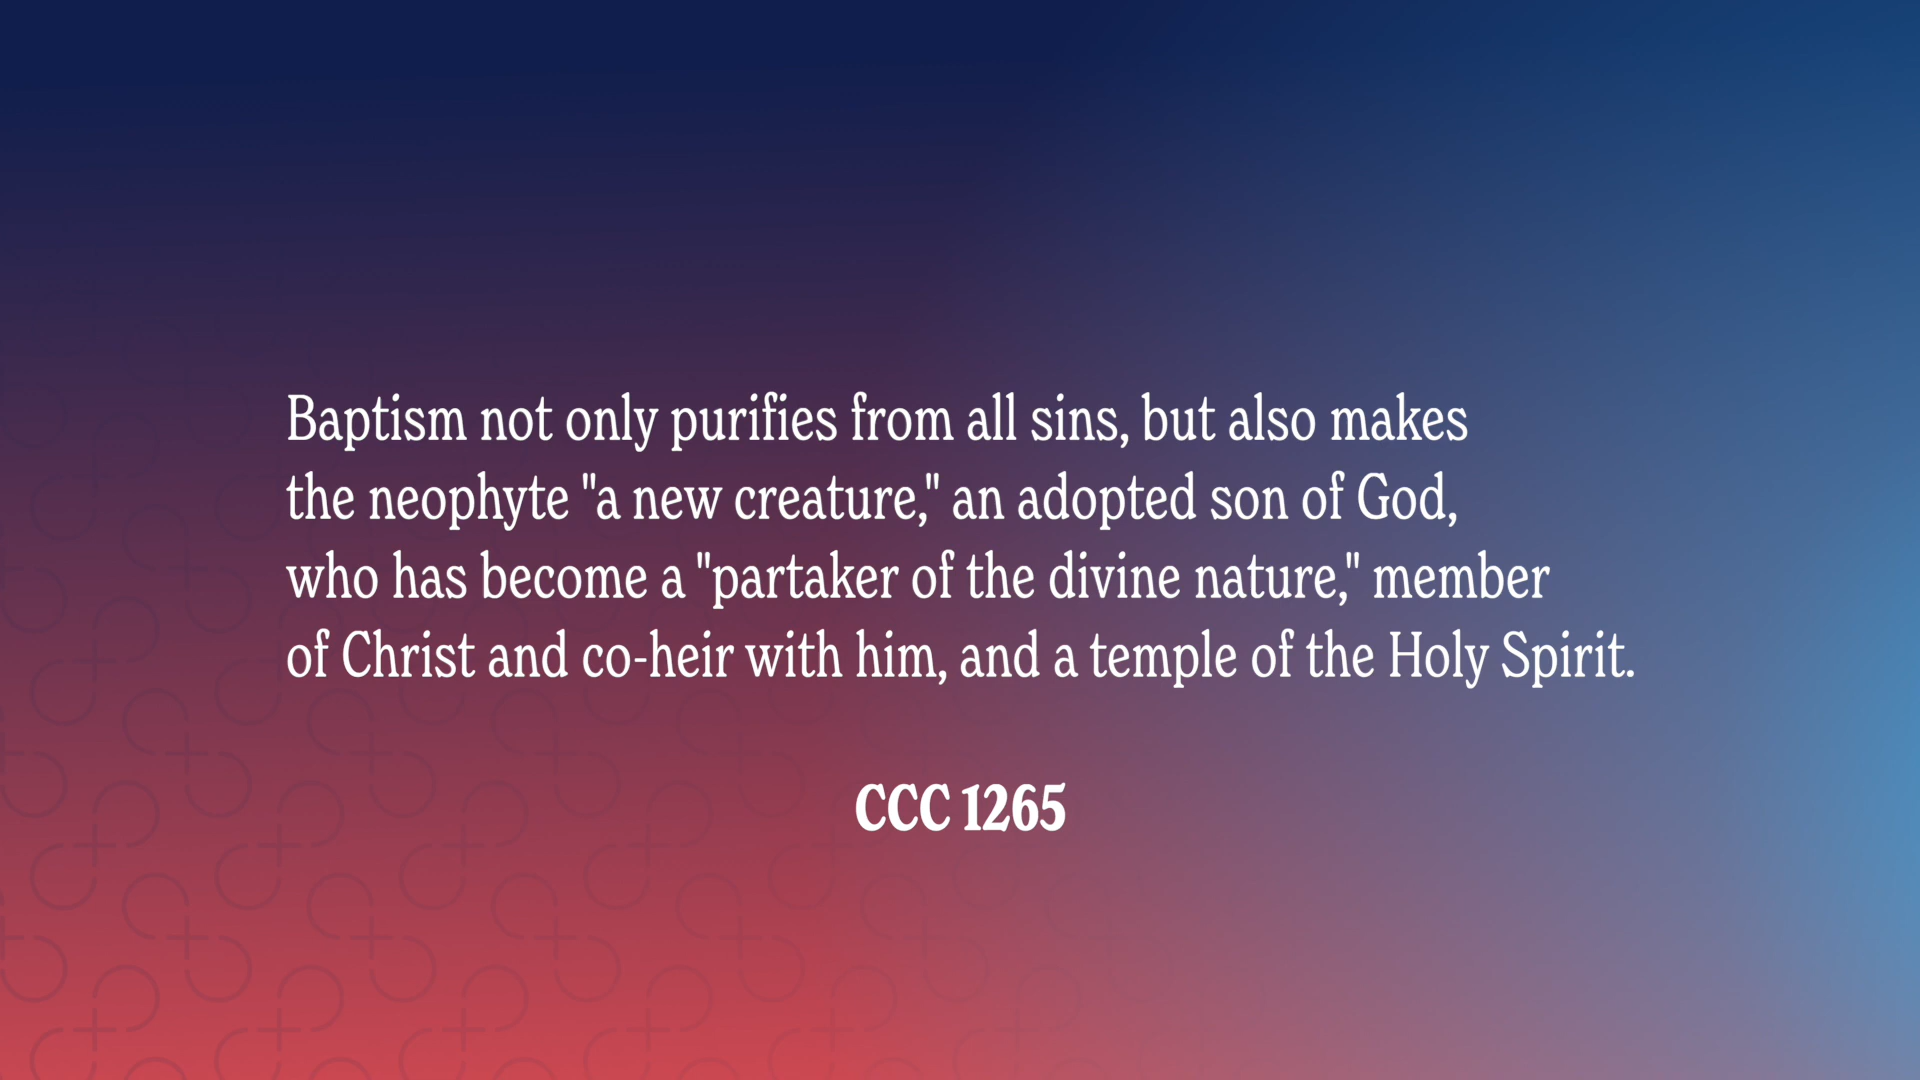 Baptism not only purifies from all sins, but also makes
the neophyte "a new creature," an adopted son of God,
who has become a "partaker of the divine nature," member
of Christ and co-heir with him, and a temple of the Holy Spirit.
CCC 1265